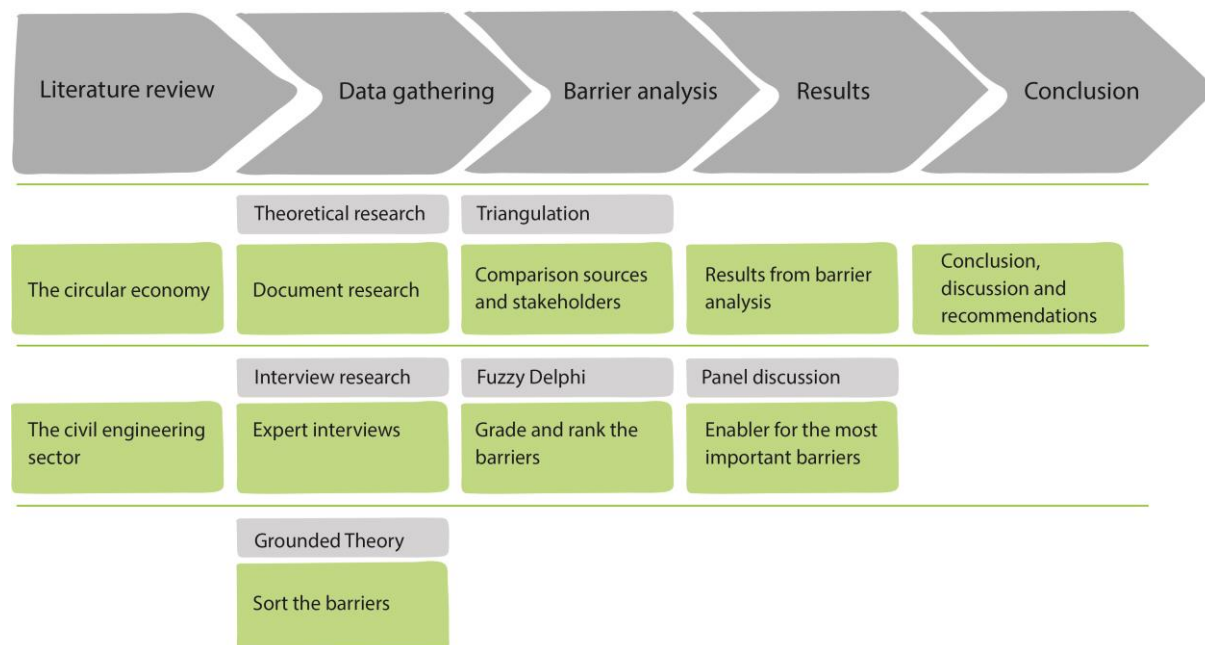 Literature review
Data gathering
Barrier analysis
Results
Conclusion
Theoretical research
Triangulation
The circular economy
Document research
Comparison sources
and stakeholders
Results from barrier
analysis
Conclusion,
discussion and
recommendations
Interview research
Fuzzy Delphi
Panel discussion
The civil engineering
sector
Expert interviews
Grade and rank the
barriers
Enabler for the most
important barriers
Grounded Theory
Sort the barriers